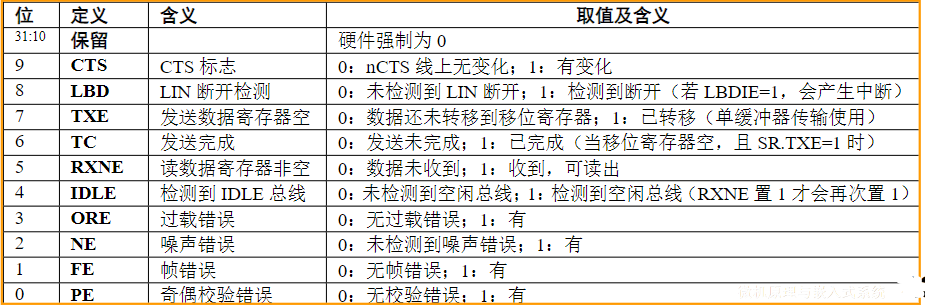 位 定义 含义 取值及含义
31:10 保留 硬件强制为 0
9 CTS CTS 标志 0：nCTS 线上无变化；1：有变化
8 LBD LIN 断开检测 0：未检测到 LIN 断开；1：检测到断开（若 LBDIE=1，会产生中断）
7 TXE 发送数据寄存器空 0：数据还未转移到移位寄存器；1：已转移（单缓冲器传输使用）
6 TC 发送完成 0：发送未完成；1：已完成（当移位寄存器空，且 SR.TXE=1 时）
5 RXNE 读数据寄存器非空 0：数据未收到；1：收到，可读出
4 IDLE 检测到 IDLE 总线 0：未检测到空闲总线；1：检测到空闲总线（RXNE 置 1 才会再次置 1）
3 ORE 过载错误 0：无过载错误；1：有
2 NE 噪声错误 0：未检测到噪声错误；1：有
1 FE 帧错误 0：无帧错误；1：有
0 PE 奇偶校验错误 0：无校验错误；1：有